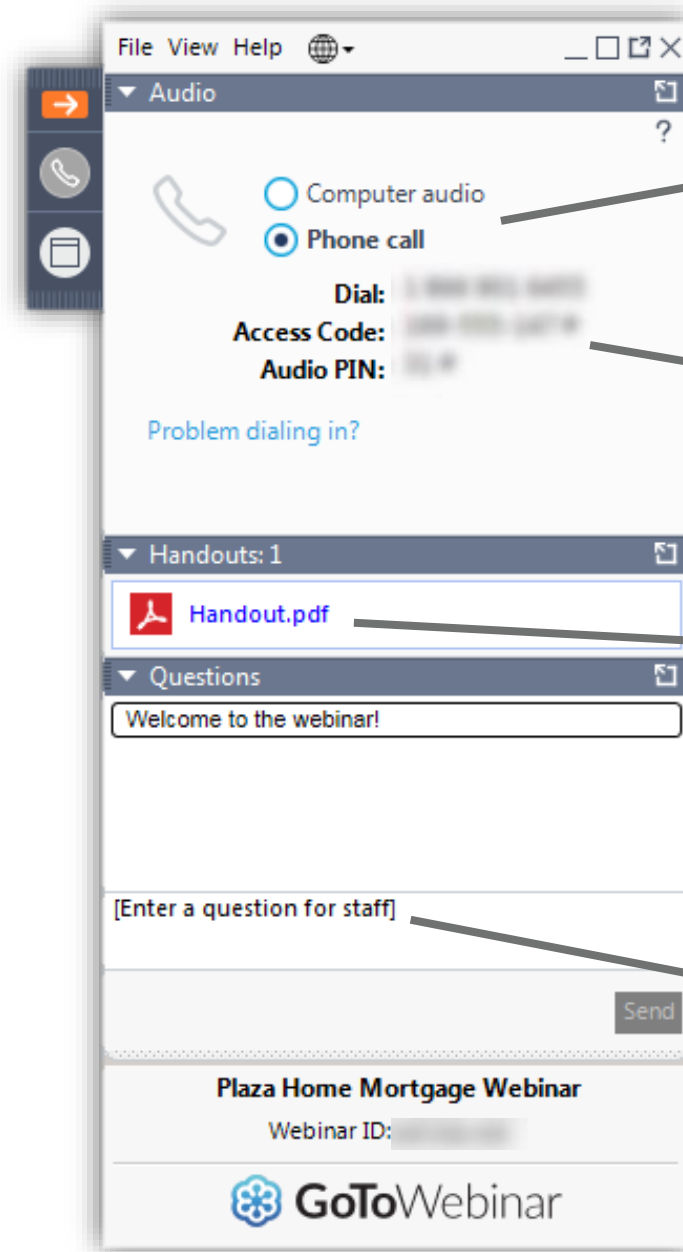 File View Help
Audio
?
Computer audio
Phone call
Dial:
Access Code:
Audio PIN:
Problem dialing in?
Handouts: 1
Handout.pdf
Questions
Welcome to the webinar!
[Enter a question for staff]
Send
Plaza Home Mortgage Webinar
Webinar ID:
GoToWebinar